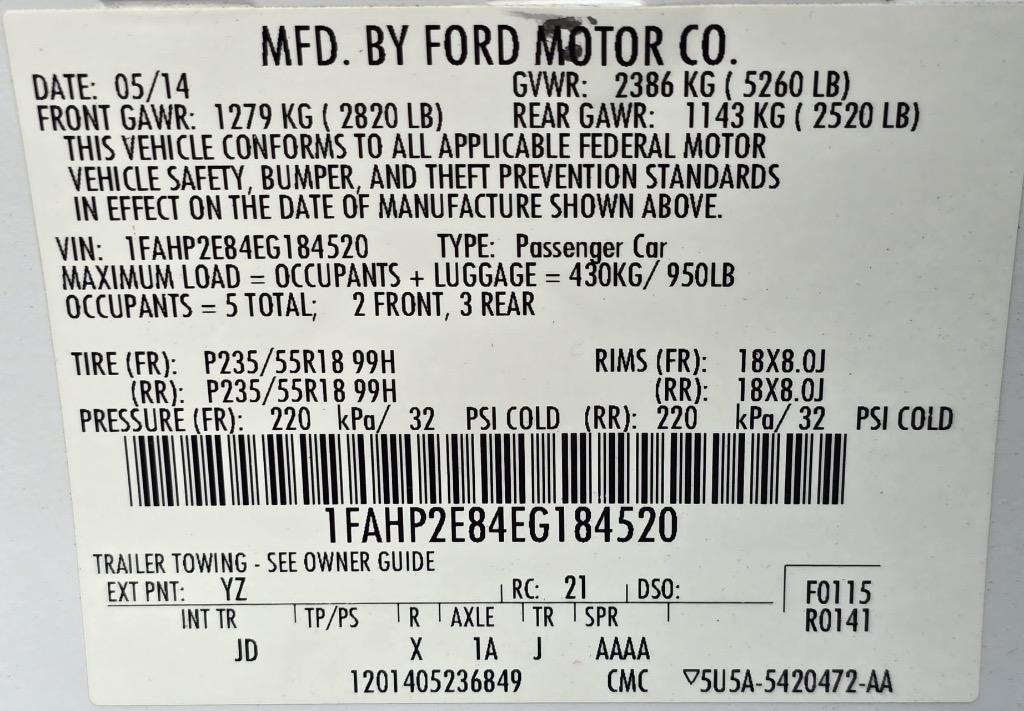 MFD. BY FORD MOTOR CO.
DATE: 05/14 GVWR: 2386 KG ( 5260 LB)
FRONT GAWR: 1279 KG ( 2820 LB) REAR GAWR: 1143 KG ( 2520 LB)
THIS VEHICLE CONFORMS TO ALL APPLICABLE FEDERAL MOTOR
VEHICLE SAFETY, BUMPER, AND THEFT PREVENTION STANDARDS
IN EFFECT ON THE DATE OF MANUFACTURE SHOWN ABOVE.
VIN: 1FAHP2E84EG184520 TYPE: Passenger Car
MAXIMUM LOAD = OCCUPANTS + LUGGAGE = 430KG/ 950LB
OCCUPANTS = 5 TOTAL; 2 FRONT, 3 REAR
TIRE (FR): P235/55R18 99H RIMS (FR): 18X8.0J
(RR): P235/55R18 99H (RR): 18X8.0J
PRESSURE (FR): 220 kPa/ 32 PSI COLD (RR): 220 kPa/ 32 PSI COLD
1FAHP2E84EG184520
TRAILER TOWING - SEE OWNER GUIDE
EXT PNT: YZ RC: 21 DSO: F0115
INT TR TP/PS R AXLE TR SPR R0141
JD X 1A J AAAA
1201405236849 CMC ▽5U5A-5420472-AA